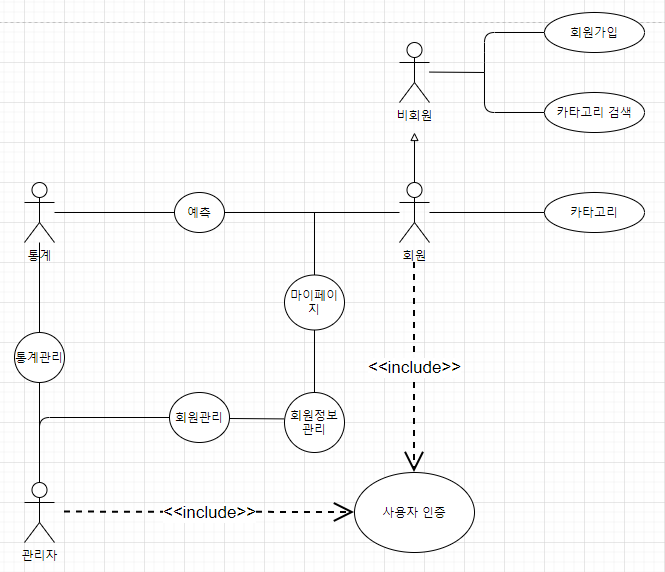 회원가입
비회원
카타고리 검색
통계
예측
회원
카타고리
마이페이
지
통계관리
<<include>>
회원관리
회원정보
관리
관리자
<<include>>
사용자 인증